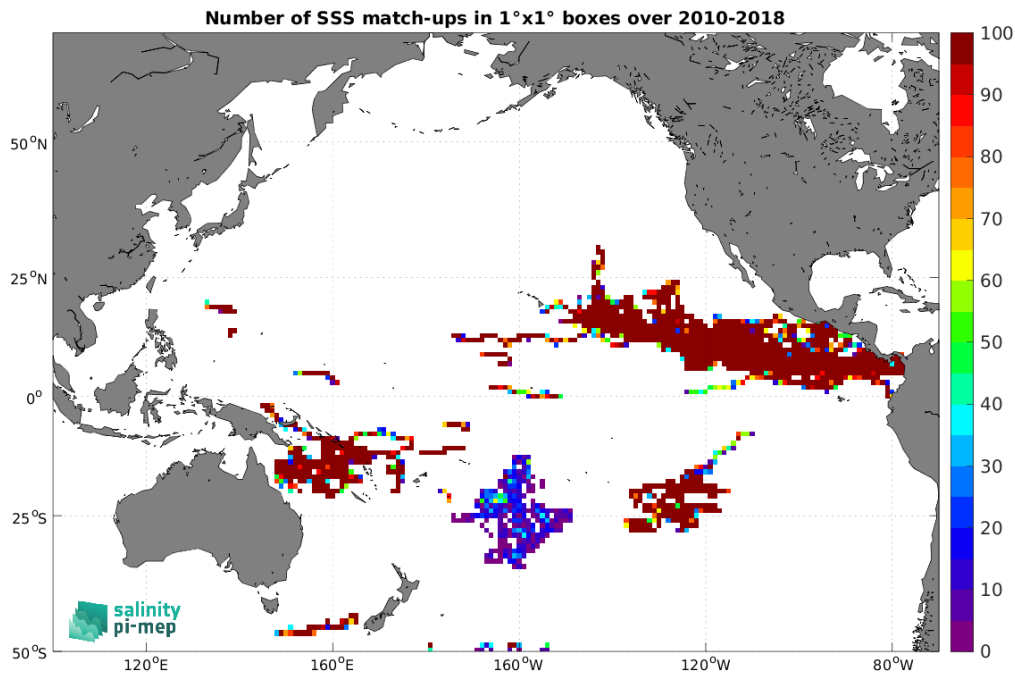 Number of SSS match-ups in 1°x1° boxes over 2010-2018
100
90
80
70
60
50
40
30
20
10
0
50°N
25°N
0°
25°S
50°S
120°E
160°E
160°W
120°W
80°W
salinity
pi-mep